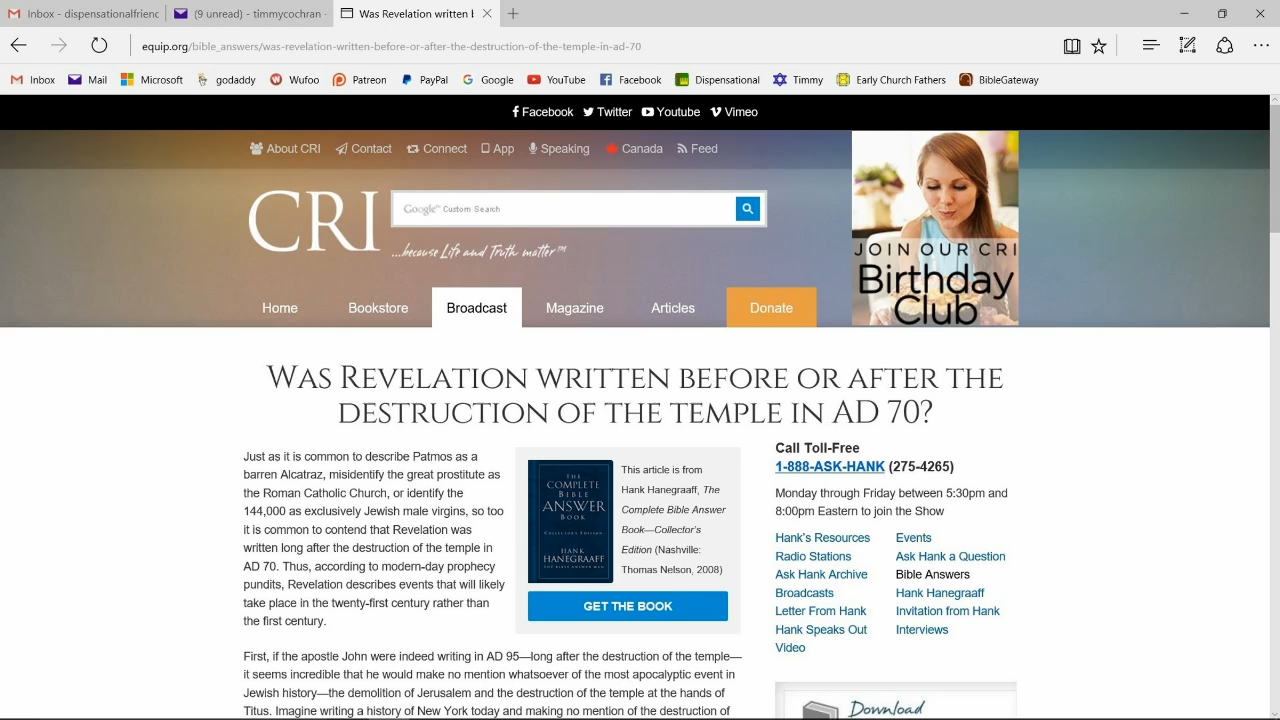 Inbox - dispensationalfrien
(9 unread) - dispensationa
Was Revelation written b
equip.org/bible_answers/was-revelation-written-before-or-after-the-destruction-of-the-temple-in-ad-70
Inbox Mail Microsoft godaddy Wufoo Patreon PayPal Google YouTube Facebook Dispensational Timmy Early Church Fathers BibleGateway
Facebook Twitter Youtube Vimeo
About CRI Contact Connect App Speaking Canada Feed
CRI
Google™ Custom Search
...because Life and Truth matter™
JOIN OUR CRI
Birthday
Club
Home Bookstore Broadcast Magazine Articles Donate
WAS REVELATION WRITTEN BEFORE OR AFTER THE
DESTRUCTION OF THE TEMPLE IN AD 70?
Just as it is common to describe Patmos as a
barren Alcatraz, misidentify the great prostitute as
the Roman Catholic Church, or identify the
144,000 as exclusively Jewish male virgins, so too
it is common to contend that Revelation was
written long after the destruction of the temple in
AD 70. Thus, according to modern-day prophecy
pundits, Revelation describes events that will likely
take place in the twenty-first century rather than
the first century.
THE
COMPLETE
BIBLE
ANSWER
BOOK
COLLECTOR'S EDITION
HANK
HANEGRAAFF
THE BIBLE ANSWER MAN
This article is from
Hank Hanegraaff, The
Complete Bible Answer
Book—Collector's
Edition (Nashville:
Thomas Nelson, 2008)
GET THE BOOK
First, if the apostle John were indeed writing in AD 95—long after the destruction of the temple—
it seems incredible that he would make no mention whatsoever of the most apocalyptic event in
Jewish history—the demolition of Jerusalem and the destruction of the temple at the hands of
Titus. Imagine writing a history of New York today and making no mention of the destruction of
Call Toll-Free
1-888-ASK-HANK (275-4265)
Monday through Friday between 5:30pm and
8:00pm Eastern to join the Show
Hank's Resources
Radio Stations
Ask Hank Archive
Broadcasts
Letter From Hank
Hank Speaks Out
Video
Events
Ask Hank a Question
Bible Answers
Hank Hanegraaff
Invitation from Hank
Interviews
Download